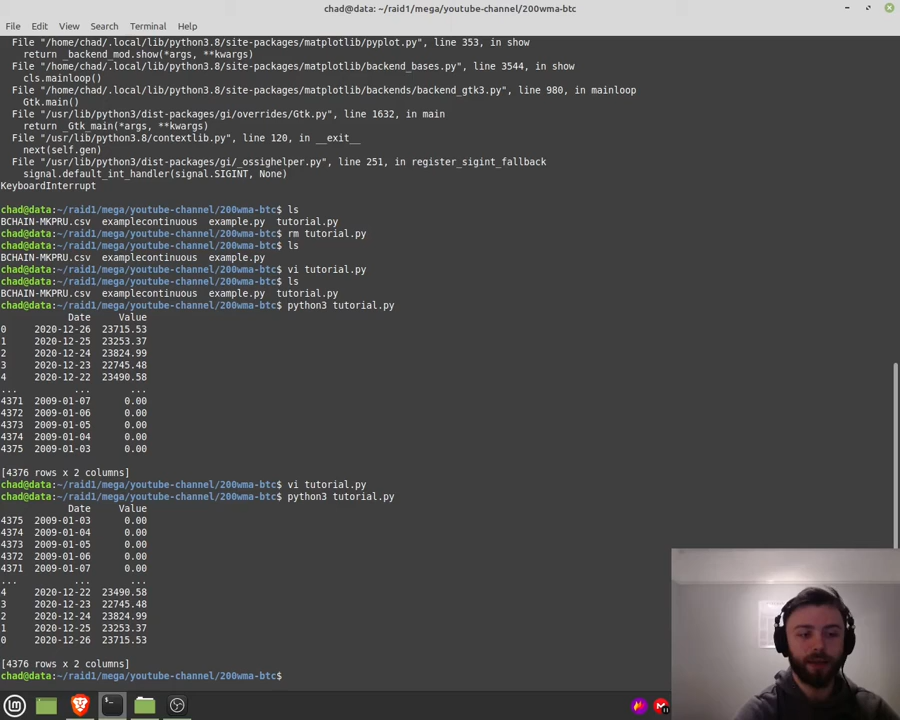 chad@data: ~/raid1/mega/youtube-channel/200wma-btc
File Edit View Search Terminal Help
File "/home/chad/.local/lib/python3.8/site-packages/matplotlib/pyplot.py", line 353, in show
return _backend_mod.show(*args, **kwargs)
File "/home/chad/.local/lib/python3.8/site-packages/matplotlib/backend_bases.py", line 3544, in show
cls.mainloop()
File "/home/chad/.local/lib/python3.8/site-packages/matplotlib/backends/backend_gtk3.py", line 980, in mainloop
Gtk.main()
File "/usr/lib/python3/dist-packages/gi/overrides/Gtk.py", line 1632, in main
return _Gtk_main(*args, **kwargs)
File "/usr/lib/python3.8/contextlib.py", line 120, in __exit__
next(self.gen)
File "/usr/lib/python3/dist-packages/gi/_ossighelper.py", line 251, in register_sigint_fallback
signal.default_int_handler(signal.SIGINT, None)
KeyboardInterrupt
chad@data:~/raid1/mega/youtube-channel/200wma-btc$ ls
BCHAIN-MKPRU.csv examplecontinuous example.py tutorial.py
chad@data:~/raid1/mega/youtube-channel/200wma-btc$ rm tutorial.py
chad@data:~/raid1/mega/youtube-channel/200wma-btc$ ls
BCHAIN-MKPRU.csv examplecontinuous example.py
chad@data:~/raid1/mega/youtube-channel/200wma-btc$ vi tutorial.py
chad@data:~/raid1/mega/youtube-channel/200wma-btc$ ls
BCHAIN-MKPRU.csv examplecontinuous example.py tutorial.py
chad@data:~/raid1/mega/youtube-channel/200wma-btc$ python3 tutorial.py
Date Value
0 2020-12-26 23715.53
1 2020-12-25 23253.37
2 2020-12-24 23824.99
3 2020-12-23 22745.48
4 2020-12-22 23490.58
... ... ...
4371 2009-01-07 0.00
4372 2009-01-06 0.00
4373 2009-01-05 0.00
4374 2009-01-04 0.00
4375 2009-01-03 0.00
[4376 rows x 2 columns]
chad@data:~/raid1/mega/youtube-channel/200wma-btc$ vi tutorial.py
chad@data:~/raid1/mega/youtube-channel/200wma-btc$ python3 tutorial.py
Date Value
4375 2009-01-03 0.00
4374 2009-01-04 0.00
4373 2009-01-05 0.00
4372 2009-01-06 0.00
4371 2009-01-07 0.00
... ... ...
4 2020-12-22 23490.58
3 2020-12-23 22745.48
2 2020-12-24 23824.99
1 2020-12-25 23253.37
0 2020-12-26 23715.53
[4376 rows x 2 columns]
chad@data:~/raid1/mega/youtube-channel/200wma-btc$